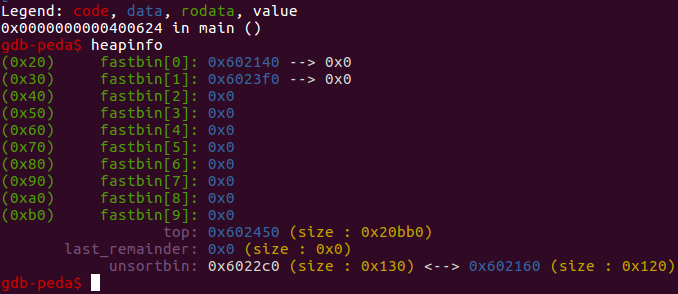 Legend: code, data, rodata, value
0x0000000000400624 in main ()
gdb-peda$ heapinfo
(0x20)     fastbin[0]: 0x602140 --> 0x0
(0x30)     fastbin[1]: 0x6023f0 --> 0x0
(0x40)     fastbin[2]: 0x0
(0x50)     fastbin[3]: 0x0
(0x60)     fastbin[4]: 0x0
(0x70)     fastbin[5]: 0x0
(0x80)     fastbin[6]: 0x0
(0x90)     fastbin[7]: 0x0
(0xa0)     fastbin[8]: 0x0
(0xb0)     fastbin[9]: 0x0
top: 0x602450 (size : 0x20bb0)
last_remainder: 0x0 (size : 0x0)
unsortbin: 0x6022c0 (size : 0x130) <--> 0x602160 (size : 0x120)
gdb-peda$